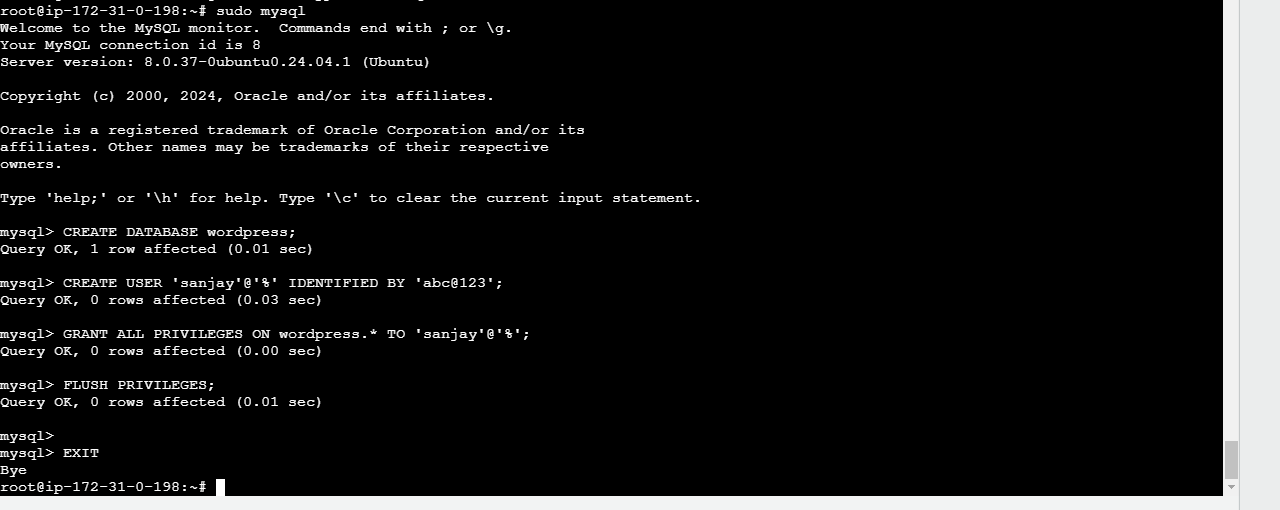 root@ip-172-31-0-198:~# sudo mysql
Welcome to the MySQL monitor.  Commands end with ; or \g.
Your MySQL connection id is 8
Server version: 8.0.37-0ubuntu0.24.04.1 (Ubuntu)
Copyright (c) 2000, 2024, Oracle and/or its affiliates.
Oracle is a registered trademark of Oracle Corporation and/or its
affiliates. Other names may be trademarks of their respective
owners.
Type 'help;' or '\h' for help. Type '\c' to clear the current input statement.
mysql> CREATE DATABASE wordpress;
Query OK, 1 row affected (0.01 sec)
mysql> CREATE USER 'sanjay'@'%' IDENTIFIED BY 'abc@123';
Query OK, 0 rows affected (0.03 sec)
mysql> GRANT ALL PRIVILEGES ON wordpress.* TO 'sanjay'@'%';
Query OK, 0 rows affected (0.00 sec)
mysql> FLUSH PRIVILEGES;
Query OK, 0 rows affected (0.01 sec)
mysql>
mysql> EXIT
Bye
root@ip-172-31-0-198:~#